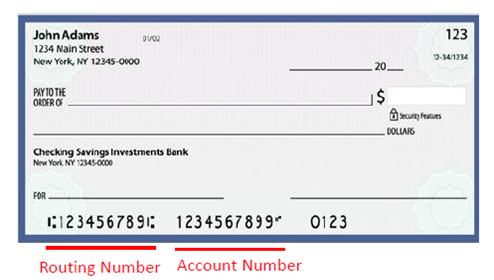 John Adams 01/02 123
1234 Main Street
New York, NY 12345-0000 12-34/1234
20
PAY TO THE
ORDER OF $
Security Features
DOLLARS
Checking Savings Investments Bank
New York, NY 12345-0000
FOR
⑆123456789⑆ 1234567899⑈ 0123
Routing Number Account Number